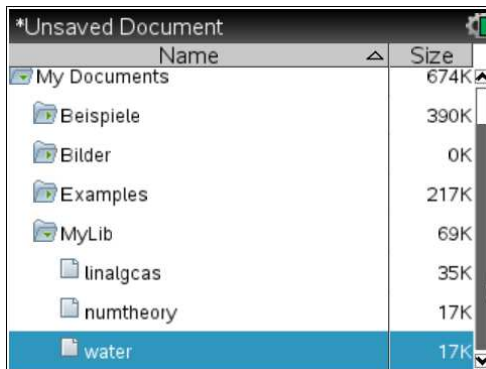 *Unsaved Document
Name Size
My Documents 674K
Beispiele 390K
Bilder 0K
Examples 217K
MyLib 69K
linalgcas 35K
numtheory 17K
water 17K